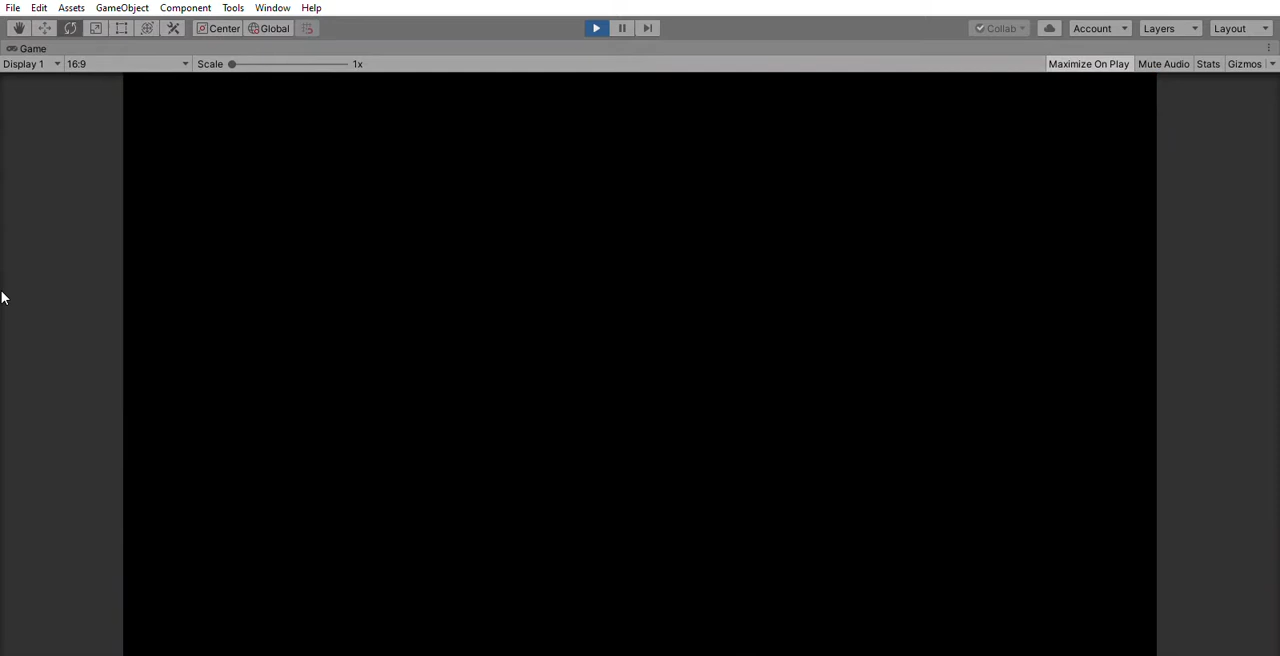 File Edit Assets GameObject Component Tools Window Help
Center Global Collab Account Layers Layout
Game
Display 1 16:9 Scale 1x Maximize On Play Mute Audio Stats Gizmos